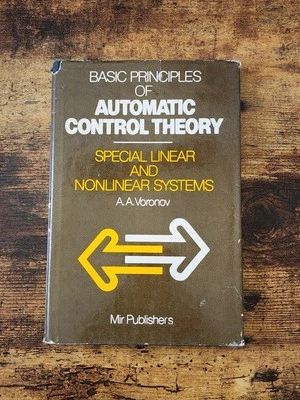 BASIC PRINCIPLES
OF
AUTOMATIC
CONTROL THEORY
SPECIAL LINEAR
AND
NONLINEAR SYSTEMS
A.A.Voronov
Mir Publishers